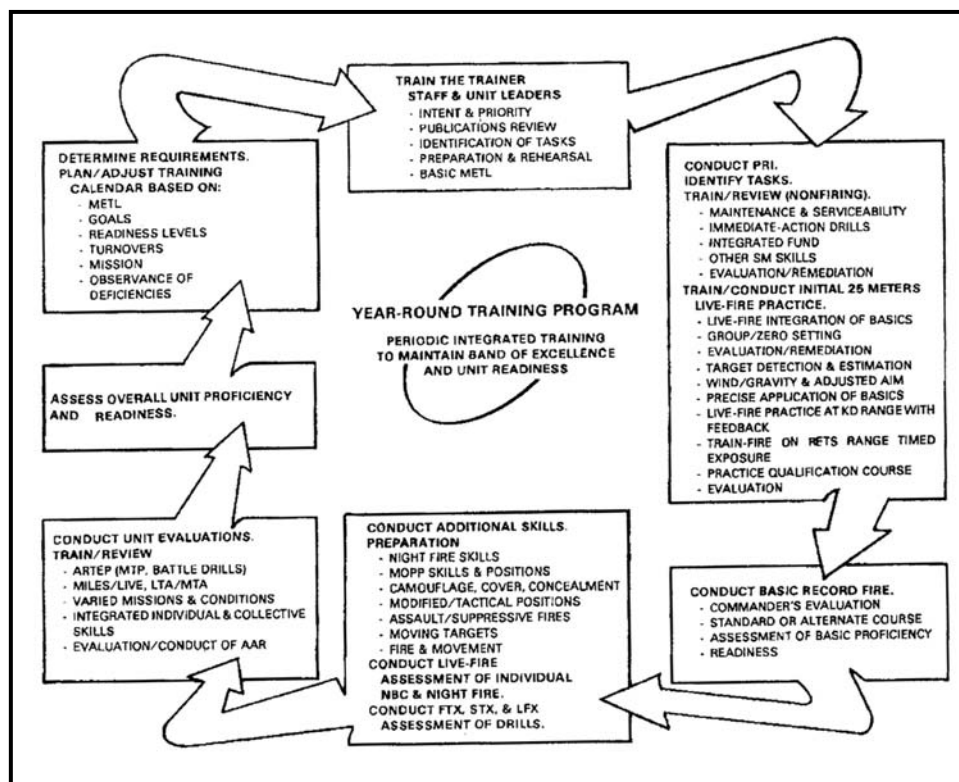 TRAIN THE TRAINER
STAFF & UNIT LEADERS
- INTENT & PRIORITY
- PUBLICATIONS REVIEW
- IDENTIFICATION OF TASKS
- PREPARATION & REHEARSAL
- BASIC METL
CONDUCT PRI.
IDENTIFY TASKS.
TRAIN/REVIEW (NONFIRING).
- MAINTENANCE & SERVICEABILITY
- IMMEDIATE-ACTION DRILLS
- INTEGRATED FUND
- OTHER SM SKILLS
- EVALUATION/REMEDIATION
TRAIN/CONDUCT INITIAL 25 METERS
LIVE-FIRE PRACTICE.
- LIVE-FIRE INTEGRATION OF BASICS
- GROUP/ZERO SETTING
- EVALUATION/REMEDIATION
- TARGET DETECTION & ESTIMATION
- WIND/GRAVITY & ADJUSTED AIM
- PRECISE APPLICATION OF BASICS
- LIVE-FIRE PRACTICE AT KD RANGE WITH
FEEDBACK
- TRAIN-FIRE ON RETS RANGE TIMED
EXPOSURE
- PRACTICE QUALIFICATION COURSE
- EVALUATION
CONDUCT BASIC RECORD FIRE.
- COMMANDER'S EVALUATION
- STANDARD OR ALTERNATE COURSE
- ASSESSMENT OF BASIC PROFICIENCY
- READINESS
CONDUCT ADDITIONAL SKILLS.
PREPARATION
- NIGHT FIRE SKILLS
- MOPP SKILLS & POSITIONS
- CAMOUFLAGE, COVER, CONCEALMENT
- MODIFIED/TACTICAL POSITIONS
- ASSAULT/SUPPRESSIVE FIRES
- MOVING TARGETS
- FIRE & MOVEMENT
CONDUCT LIVE-FIRE
ASSESSMENT OF INDIVIDUAL
NBC & NIGHT FIRE.
CONDUCT FTX, STX, & LFX
ASSESSMENT OF DRILLS.
CONDUCT UNIT EVALUATIONS.
TRAIN/REVIEW
- ARTEP (MTP, BATTLE DRILLS)
- MILES/LIVE, LTA/MTA
- VARIED MISSIONS & CONDITIONS
- INTEGRATED INDIVIDUAL & COLLECTIVE
SKILLS
- EVALUATION/CONDUCT OF AAR
ASSESS OVERALL UNIT PROFICIENCY
AND READINESS.
DETERMINE REQUIREMENTS.
PLAN/ADJUST TRAINING
CALENDAR BASED ON:
- METL
- GOALS
- READINESS LEVELS
- TURNOVERS
- MISSION
- OBSERVANCE OF
DEFICIENCIES
YEAR-ROUND TRAINING PROGRAM
PERIODIC INTEGRATED TRAINING
TO MAINTAIN BAND OF EXCELLENCE
AND UNIT READINESS